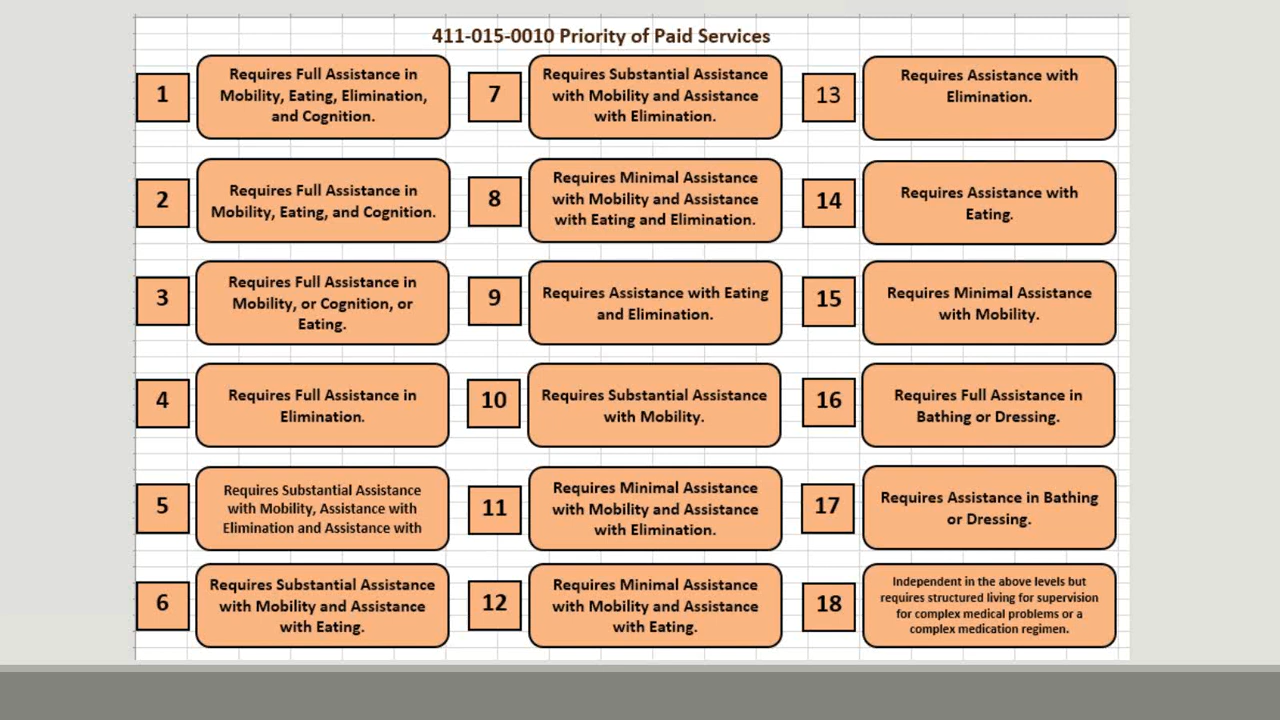 411-015-0010 Priority of Paid Services
1
Requires Full Assistance in
Mobility, Eating, Elimination,
and Cognition.
2
Requires Full Assistance in
Mobility, Eating, and Cognition.
3
Requires Full Assistance in
Mobility, or Cognition, or
Eating.
4
Requires Full Assistance in
Elimination.
5
Requires Substantial Assistance
with Mobility, Assistance with
Elimination and Assistance with
6
Requires Substantial Assistance
with Mobility and Assistance
with Eating.
7
Requires Substantial Assistance
with Mobility and Assistance
with Elimination.
8
Requires Minimal Assistance
with Mobility and Assistance
with Eating and Elimination.
9
Requires Assistance with Eating
and Elimination.
10
Requires Substantial Assistance
with Mobility.
11
Requires Minimal Assistance
with Mobility and Assistance
with Elimination.
12
Requires Minimal Assistance
with Mobility and Assistance
with Eating.
13
Requires Assistance with
Elimination.
14
Requires Assistance with
Eating.
15
Requires Minimal Assistance
with Mobility.
16
Requires Full Assistance in
Bathing or Dressing.
17
Requires Assistance in Bathing
or Dressing.
18
Independent in the above levels but
requires structured living for supervision
for complex medical problems or a
complex medication regimen.